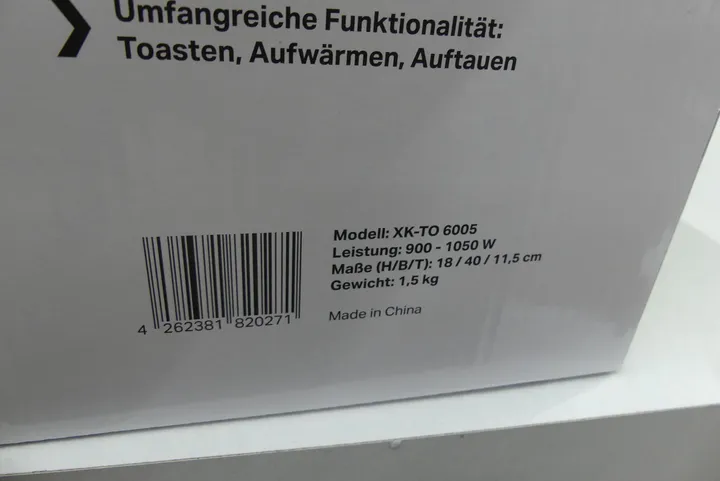 Umfangreiche Funktionalität:
Toasten, Aufwärmen, Auftauen
Modell: XK-TO 6005
Leistung: 900 - 1050 W
Maße (H/B/T): 18 / 40 / 11,5 cm
Gewicht: 1,5 kg
Made in China
4 262381 820271